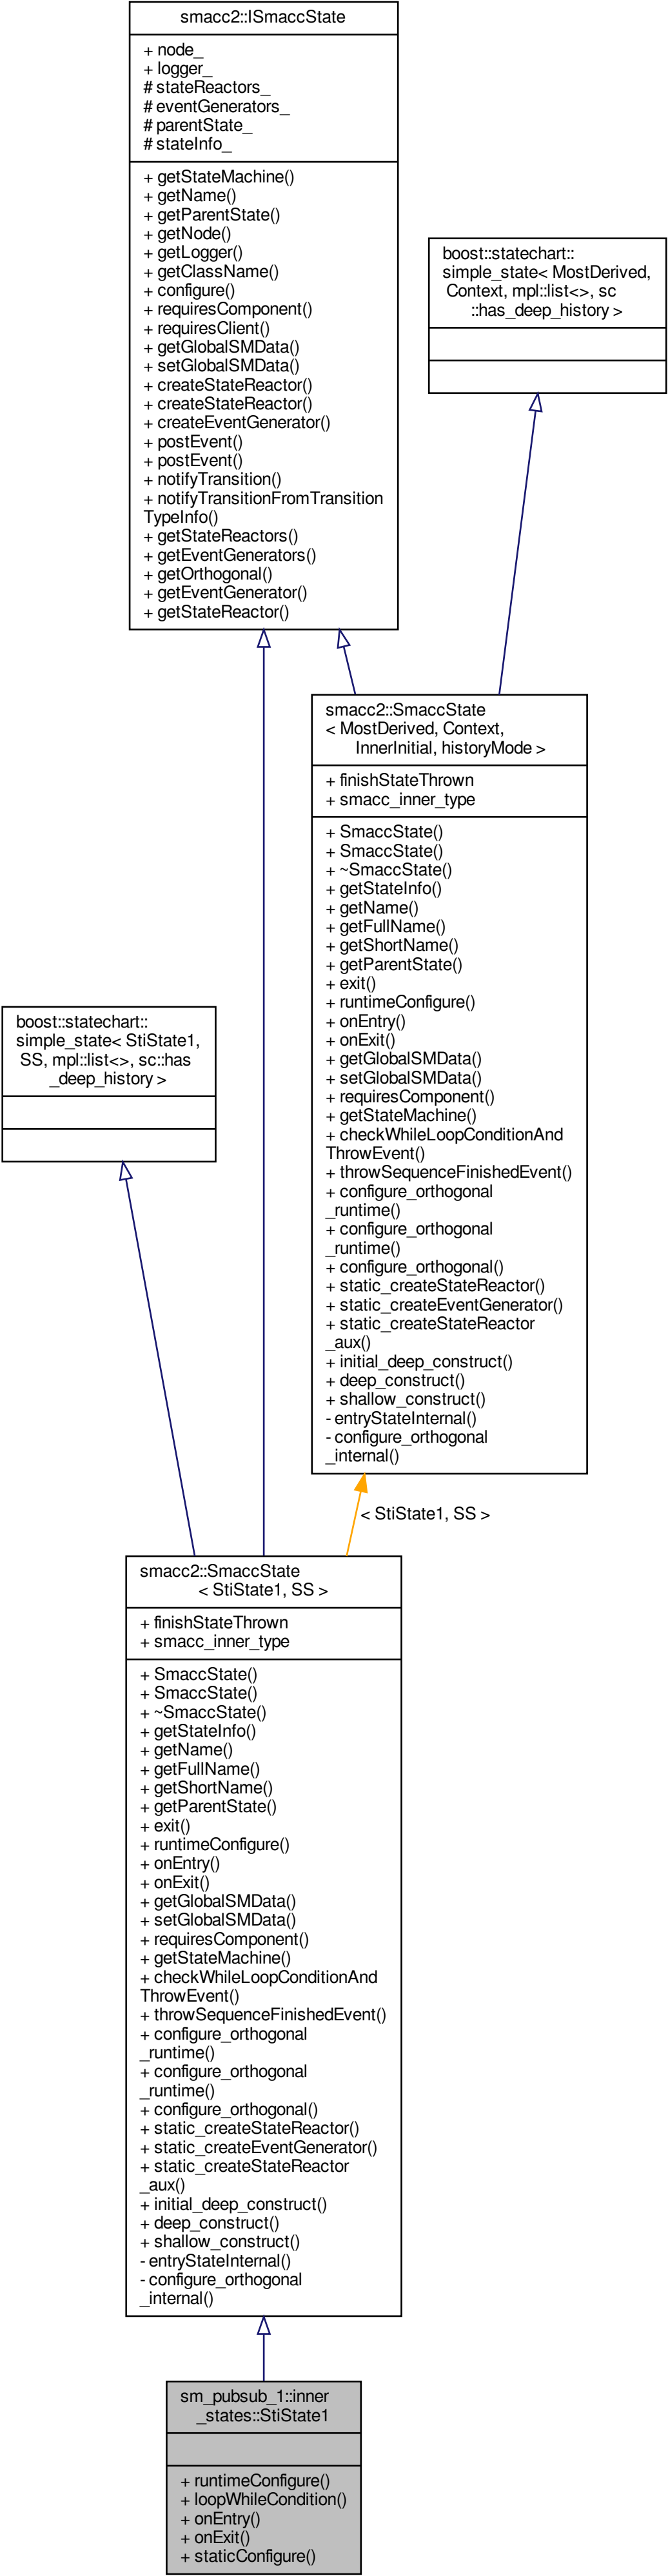 smacc2::ISmaccState
+ node_
+ logger_
# stateReactors_
# eventGenerators_
# parentState_
# stateInfo_
+ getStateMachine()
+ getName()
+ getParentState()
+ getNode()
+ getLogger()
+ getClassName()
+ configure()
+ requiresComponent()
+ requiresClient()
+ getGlobalSMData()
+ setGlobalSMData()
+ createStateReactor()
+ createStateReactor()
+ createEventGenerator()
+ postEvent()
+ postEvent()
+ notifyTransition()
+ notifyTransitionFromTransition
TypeInfo()
+ getStateReactors()
+ getEventGenerators()
+ getOrthogonal()
+ getEventGenerator()
+ getStateReactor()
boost::statechart::
simple_state< MostDerived,
Context, mpl::list<>, sc
::has_deep_history >
smacc2::SmaccState
< MostDerived, Context,
InnerInitial, historyMode >
+ finishStateThrown
+ smacc_inner_type
+ SmaccState()
+ SmaccState()
+ ~SmaccState()
+ getStateInfo()
+ getName()
+ getFullName()
+ getShortName()
+ getParentState()
+ exit()
+ runtimeConfigure()
+ onEntry()
+ onExit()
+ getGlobalSMData()
+ setGlobalSMData()
+ requiresComponent()
+ getStateMachine()
+ checkWhileLoopConditionAnd
ThrowEvent()
+ throwSequenceFinishedEvent()
+ configure_orthogonal
_runtime()
+ configure_orthogonal
_runtime()
+ configure_orthogonal()
+ static_createStateReactor()
+ static_createEventGenerator()
+ static_createStateReactor
_aux()
+ initial_deep_construct()
+ deep_construct()
+ shallow_construct()
- entryStateInternal()
- configure_orthogonal
_internal()
boost::statechart::
simple_state< StiState1,
SS, mpl::list<>, sc::has
_deep_history >
< StiState1, SS >
smacc2::SmaccState
< StiState1, SS >
+ finishStateThrown
+ smacc_inner_type
+ SmaccState()
+ SmaccState()
+ ~SmaccState()
+ getStateInfo()
+ getName()
+ getFullName()
+ getShortName()
+ getParentState()
+ exit()
+ runtimeConfigure()
+ onEntry()
+ onExit()
+ getGlobalSMData()
+ setGlobalSMData()
+ requiresComponent()
+ getStateMachine()
+ checkWhileLoopConditionAnd
ThrowEvent()
+ throwSequenceFinishedEvent()
+ configure_orthogonal
_runtime()
+ configure_orthogonal
_runtime()
+ configure_orthogonal()
+ static_createStateReactor()
+ static_createEventGenerator()
+ static_createStateReactor
_aux()
+ initial_deep_construct()
+ deep_construct()
+ shallow_construct()
- entryStateInternal()
- configure_orthogonal
_internal()
sm_pubsub_1::inner
_states::StiState1
+ runtimeConfigure()
+ loopWhileCondition()
+ onEntry()
+ onExit()
+ staticConfigure()